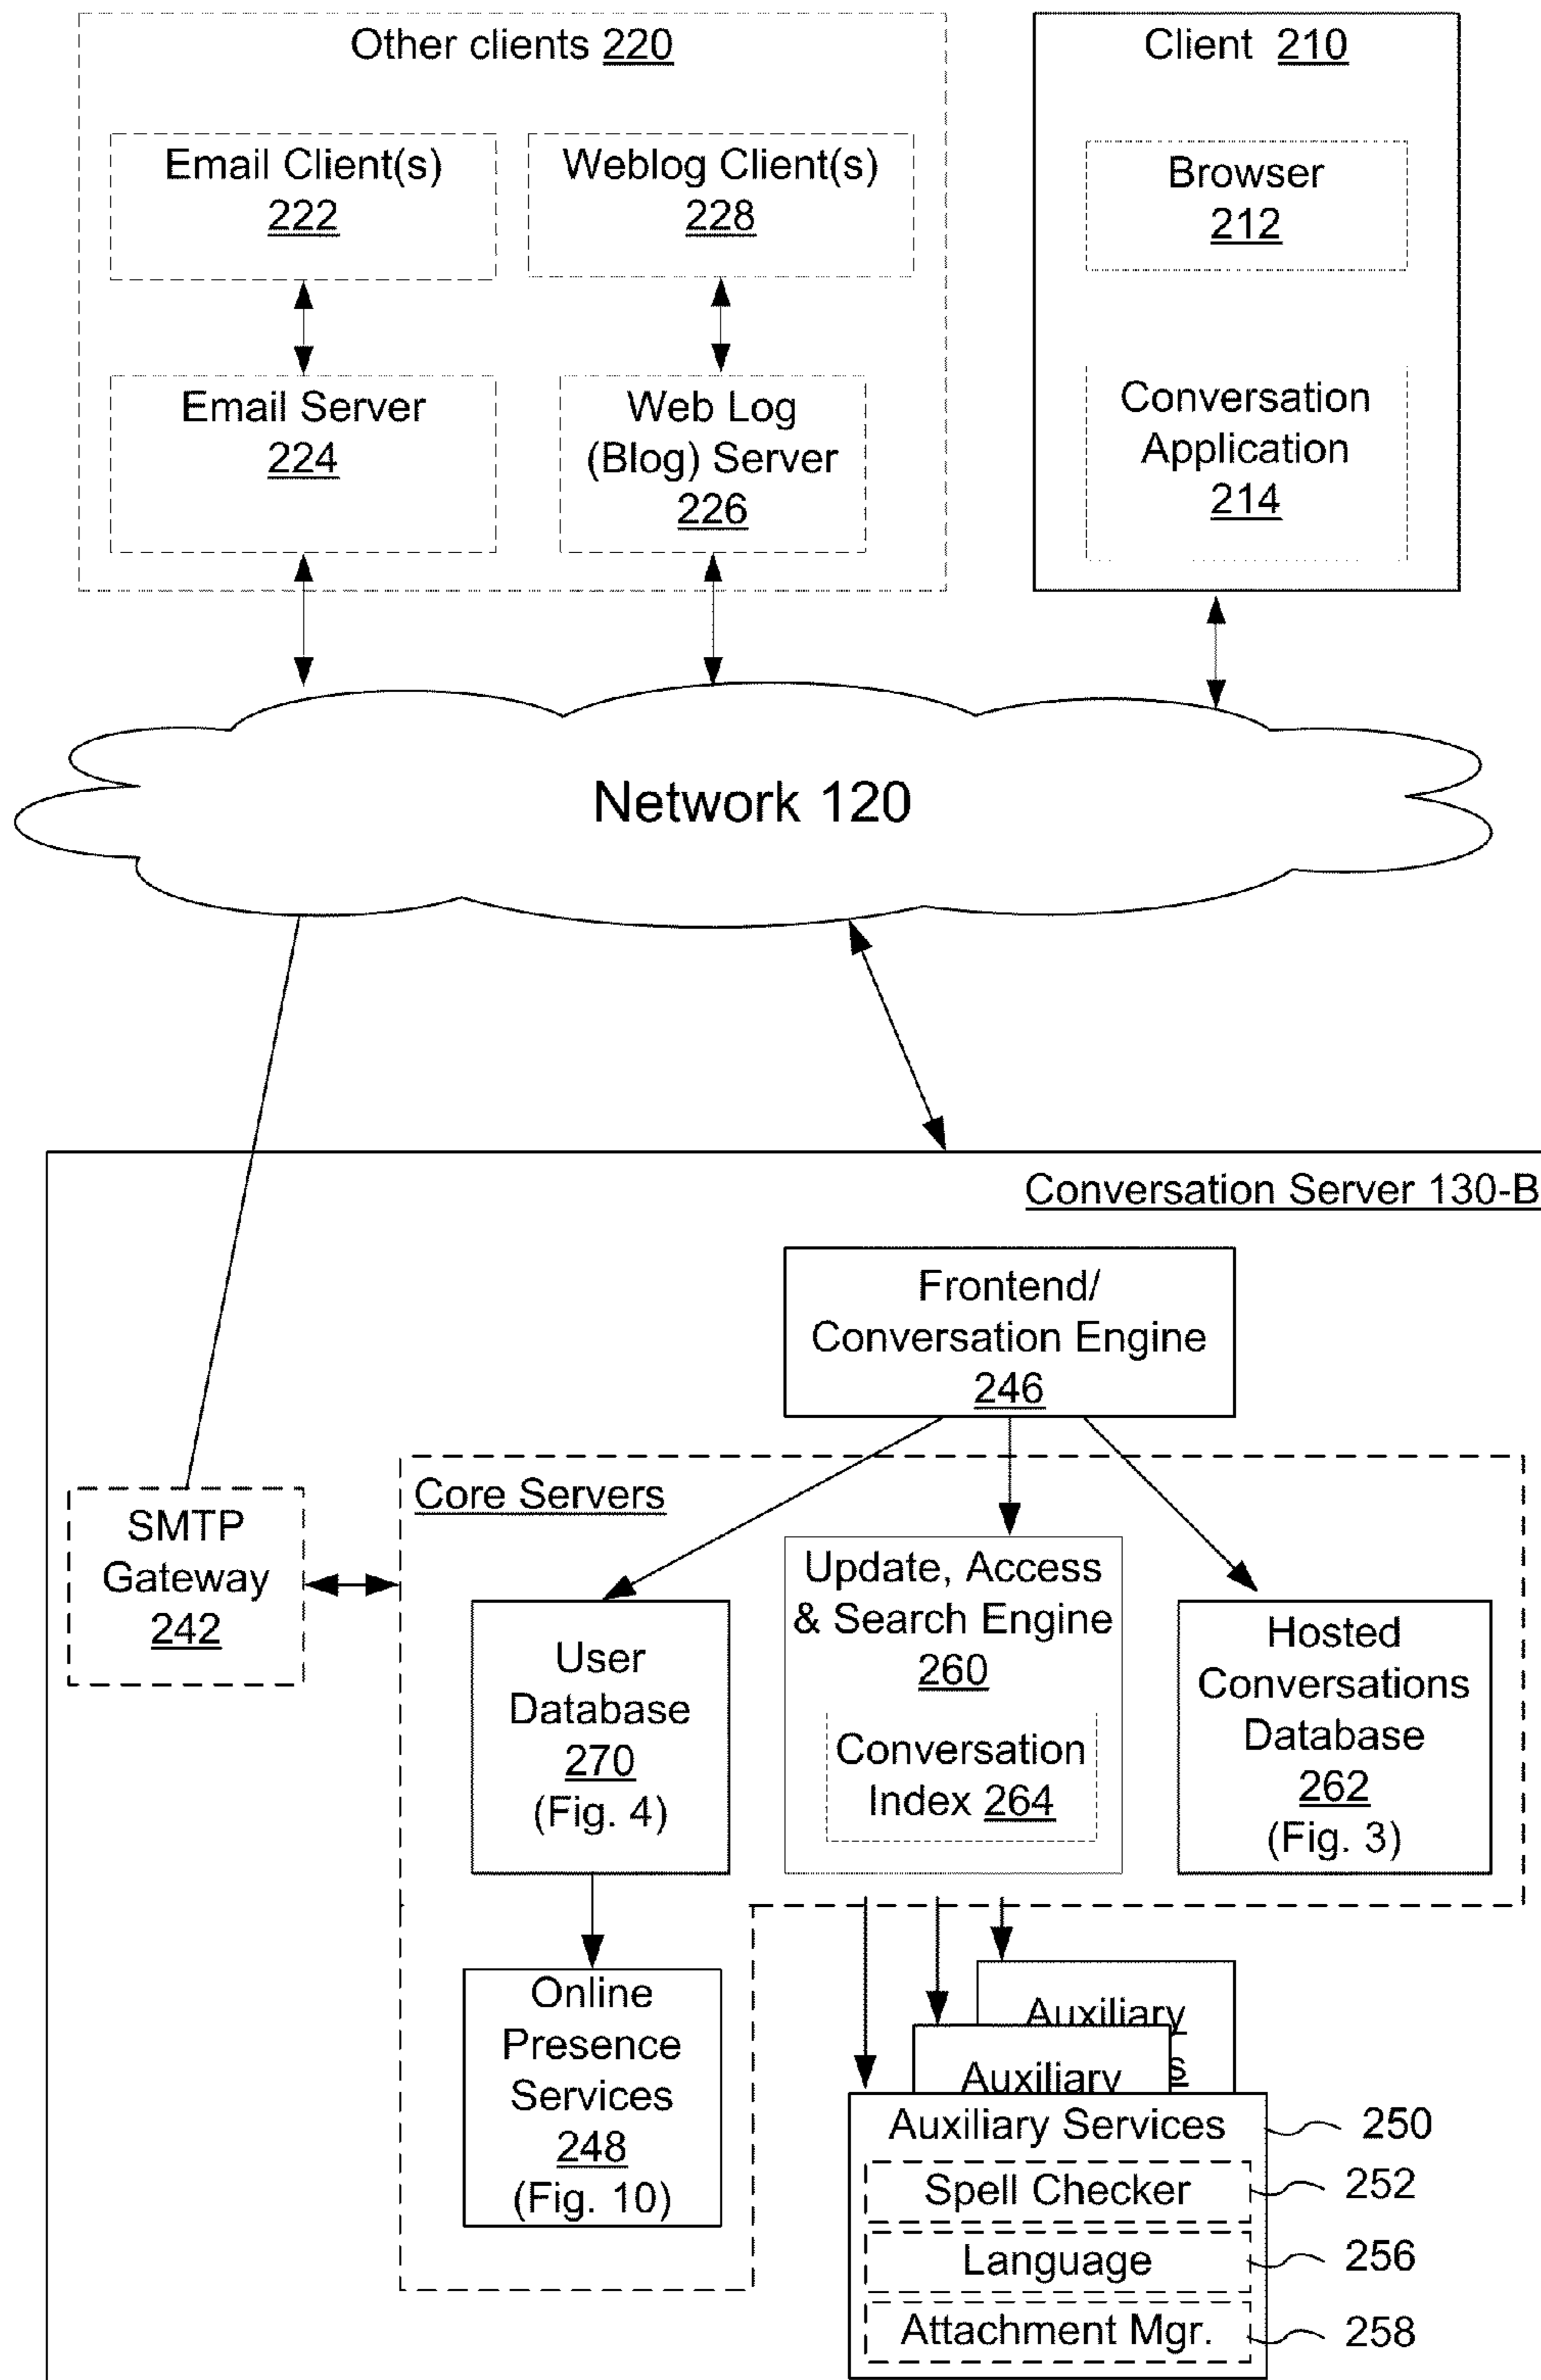 Other clients 220
Email Client(s)
222
Weblog Client(s)
228
Email Server
224
Web Log
(Blog) Server
226
Client 210
Browser
212
Conversation
Application
214
Network 120
Conversation Server 130-B
Frontend/
Conversation Engine
246
SMTP
Gateway
242
Core Servers
User
Database
270
(Fig. 4)
Update, Access
& Search Engine
260
Conversation
Index 264
Hosted
Conversations
Database
262
(Fig. 3)
Online
Presence
Services
248
(Fig. 10)
Auxiliary
s
Auxiliary
Auxiliary Services
250
Spell Checker
252
Language
256
Attachment Mgr.
258